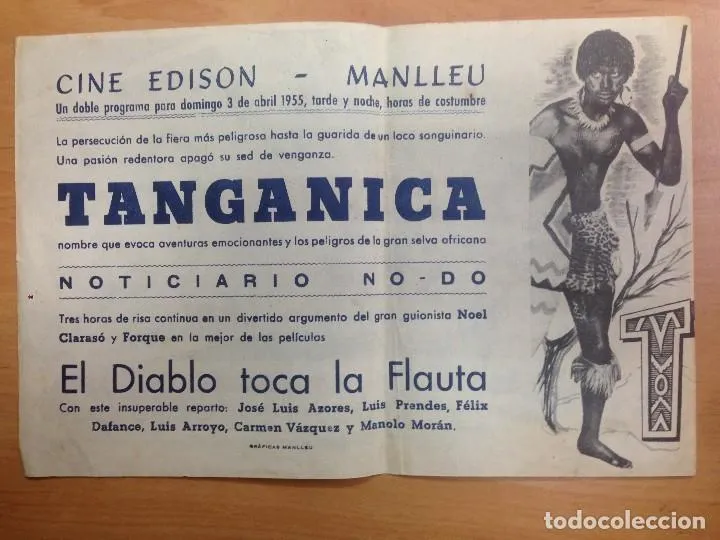 CINE EDISON - MANLLEU
Un doble programa para domingo 3 de abril 1955, tarde y noche, horas de costumbre
La persecución de la fiera más peligrosa hasta la guarida de un loco sanguinario.
Una pasión redentora apagó su sed de venganza.
TANGANICA
nombre que evoca aventuras emocionantes y los peligros de la gran selva africana
NOTICIARIO NO-DO
Tres horas de risa continua en un divertido argumento del gran guionista Noel
Clarasó y Forque en la mejor de las películas
El Diablo toca la Flauta
Con este insuperable reparto: José Luis Azores, Luis Prendes, Félix
Dafance, Luis Arroyo, Carmen Vázquez y Manolo Morán.
GRÁFICAS MANLLEU
T
todocoleccion
todocoleccion.net